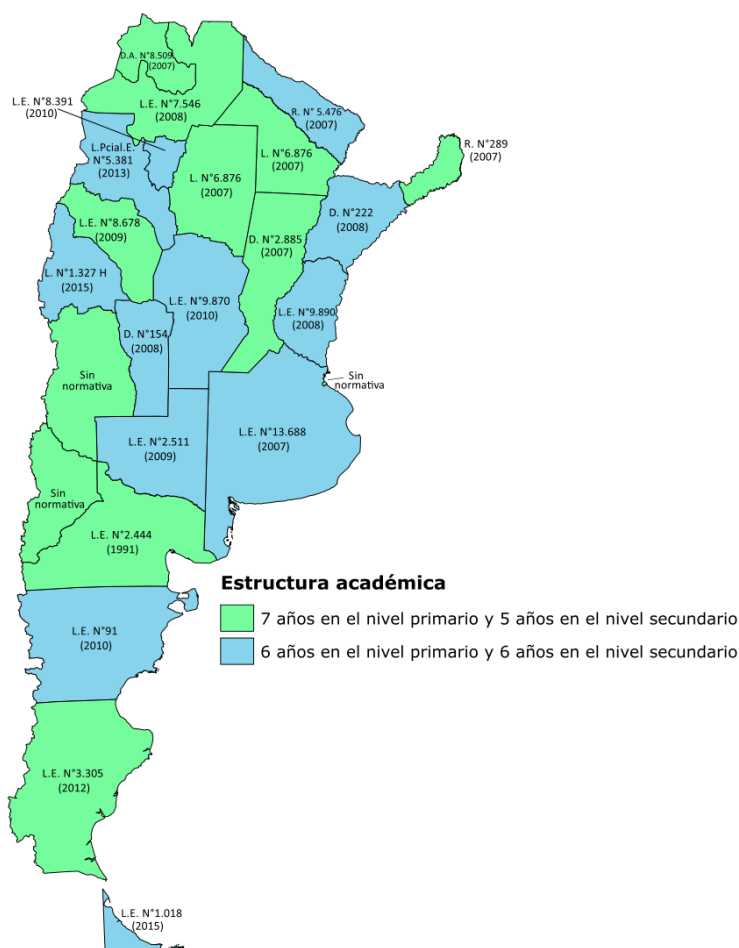 D.A. N°8.509
(2007)
L.E. N°8.391
(2010)
L.E. N°7.546
(2008)
R. N° 5.476
(2007)
L.Pcial.E.
N°5.381
(2013)
L. N°6.876
(2007)
L. N°6.876
(2007)
R. N°289
(2007)
L.E. N°8.678
(2009)
D. N°222
(2008)
D. N°2.885
(2007)
L. N°1.327 H
(2015)
L.E. N°9.870
(2010)
L.E. N°9.890
(2008)
D. N°154
(2008)
Sin
normativa
Sin
normativa
L.E. N°2.511
(2009)
L.E. N°13.688
(2007)
Sin
normativa
L.E. N°2.444
(1991)
Estructura académica
7 años en el nivel primario y 5 años en el nivel secundario
6 años en el nivel primario y 6 años en el nivel secundario
L.E. N°91
(2010)
L.E. N°3.305
(2012)
L.E. N°1.018
(2015)